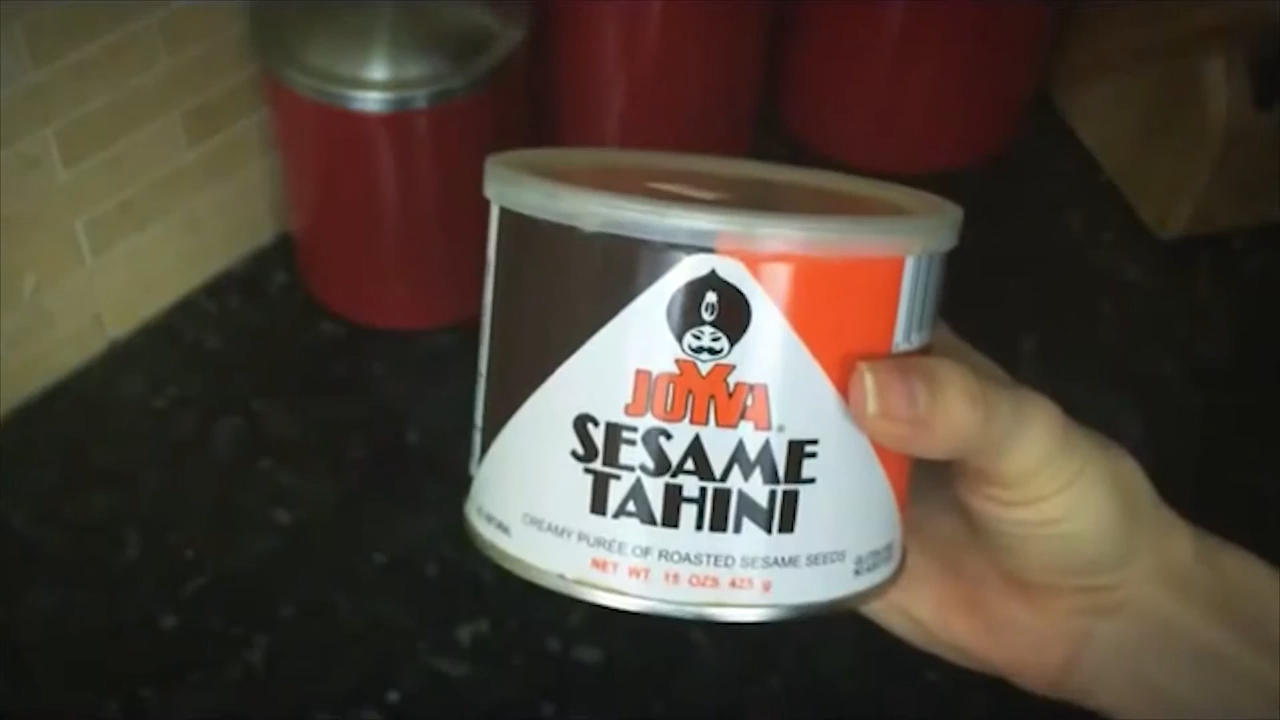 JOYVA®
SESAME
TAHINI
CREAMY PURÉE OF ROASTED SESAME SEEDS
NET WT 15 OZS 425 g